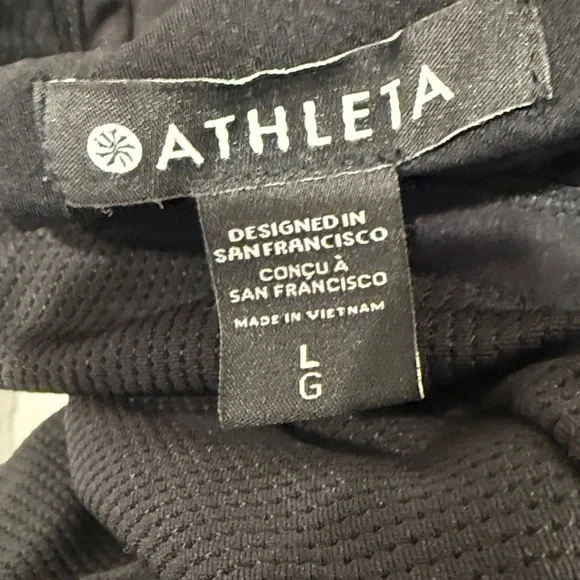 ATHLETA
DESIGNED IN
SAN FRANCISCO
CONÇU À
SAN FRANCISCO
MADE IN VIETNAM
L
G